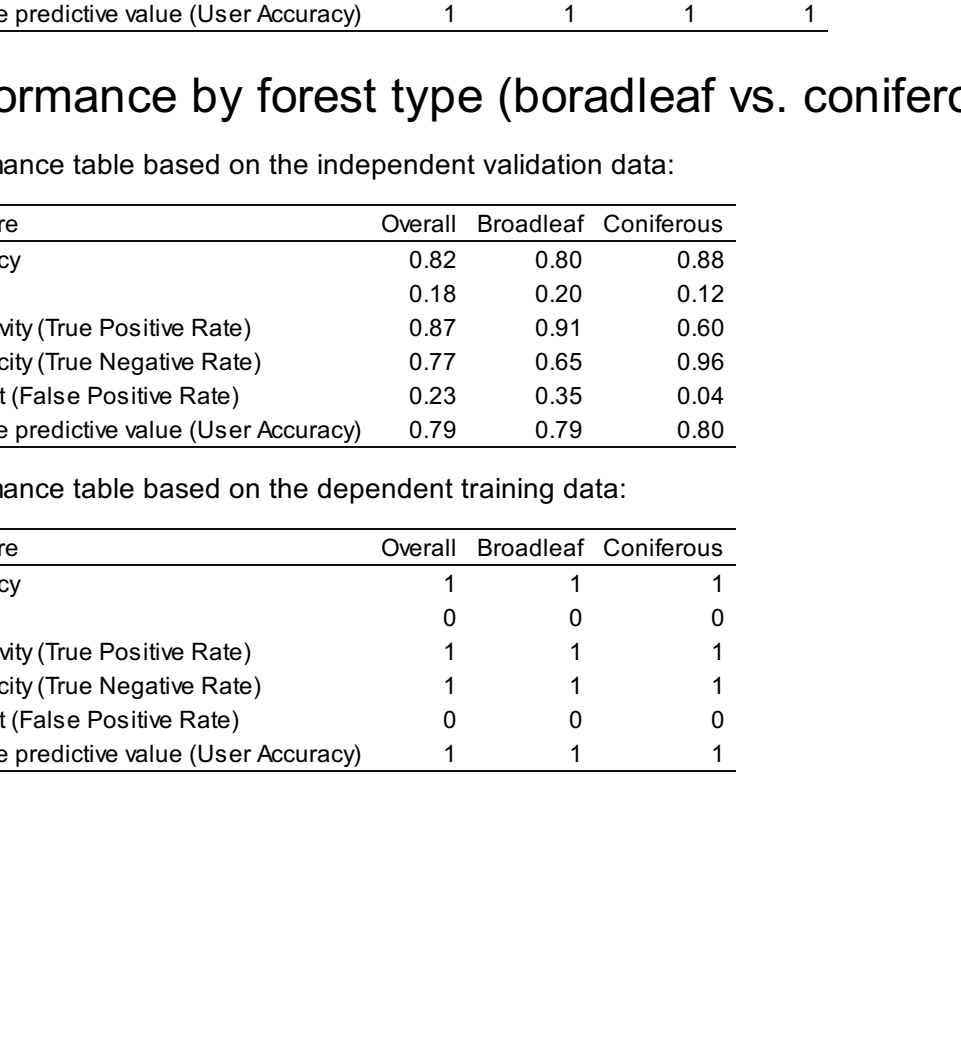 e predictive value (User Accuracy) 1 1 1 1
ormance by forest type (boradleaf vs. conifero
nance table based on the independent validation data:
re Overall Broadleaf Coniferous
cy 0.82 0.80 0.88
0.18 0.20 0.12
vity (True Positive Rate) 0.87 0.91 0.60
city (True Negative Rate) 0.77 0.65 0.96
t (False Positive Rate) 0.23 0.35 0.04
e predictive value (User Accuracy) 0.79 0.79 0.80
nance table based on the dependent training data:
re Overall Broadleaf Coniferous
cy 1 1 1
0 0 0
vity (True Positive Rate) 1 1 1
city (True Negative Rate) 1 1 1
t (False Positive Rate) 0 0 0
e predictive value (User Accuracy) 1 1 1